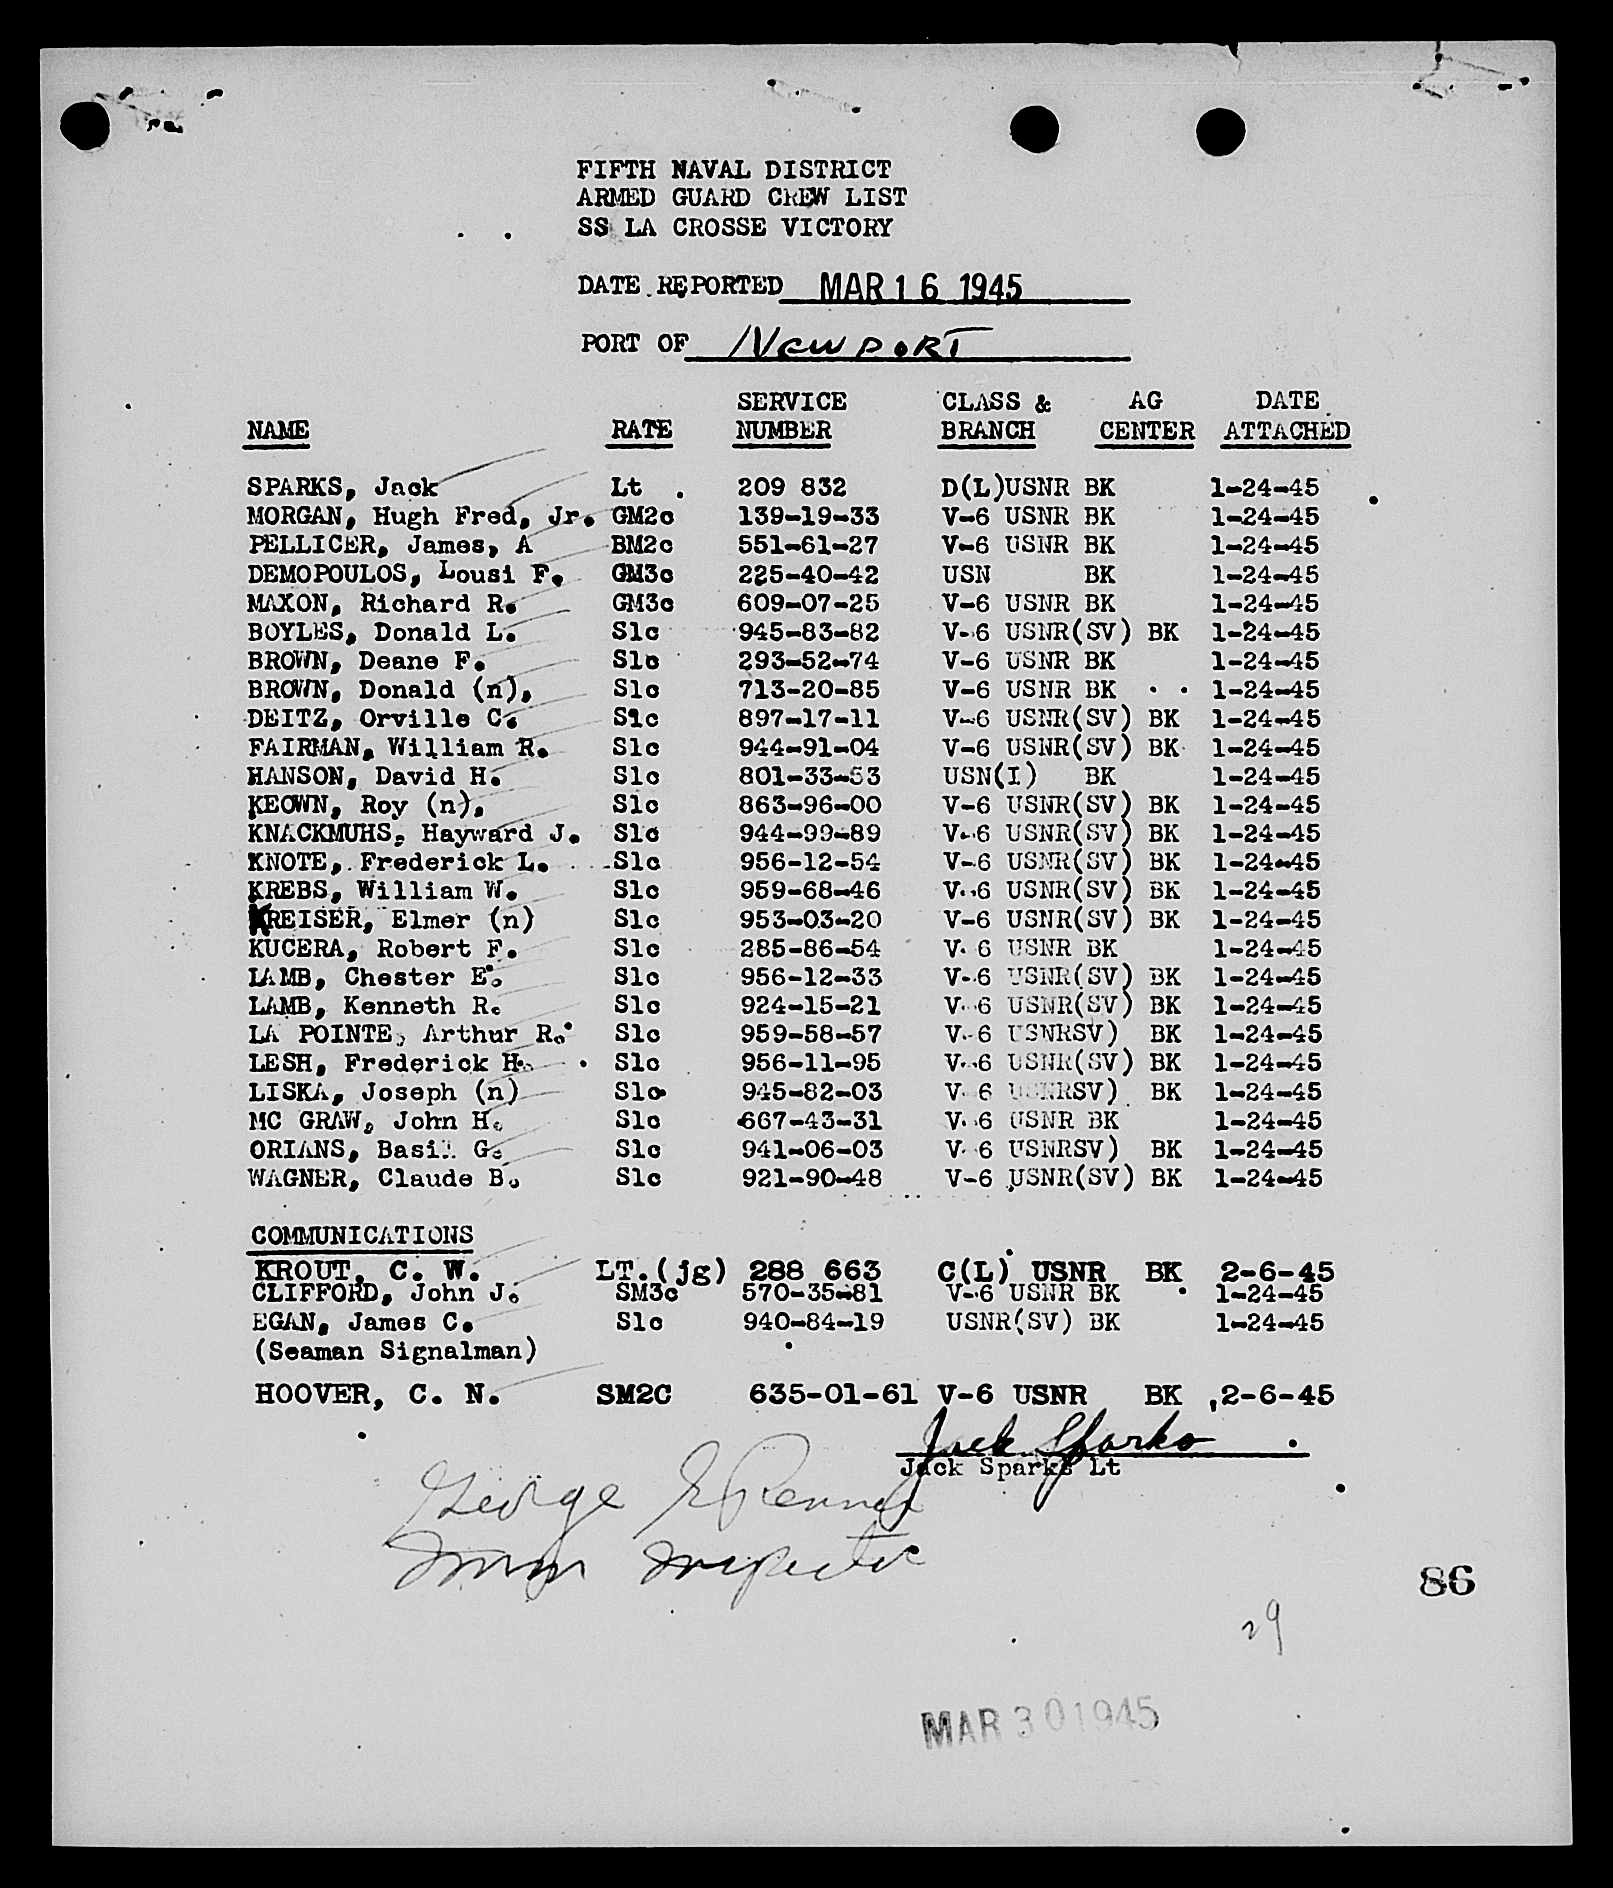 FIFTH NAVAL DISTRICT
ARMED GUARD CREW LIST
SS LA CROSSE VICTORY
DATE REPORTED MAR 16 1945
PORT OF NEWPORT
SERVICE CLASS & AG DATE
NAME RATE NUMBER BRANCH CENTER ATTACHED
SPARKS, Jack Lt . 209 832 D(L)USNR BK 1-24-45
MORGAN, Hugh Fred, Jr. GM2c 139-19-33 V-6 USNR BK 1-24-45
PELLICER, James, A BM2c 551-61-27 V-6 USNR BK 1-24-45
DEMOPOULOS, Lousi F. GM3c 225-40-42 USN BK 1-24-45
MAXON, Richard R. GM3c 609-07-25 V-6 USNR BK 1-24-45
BOYLES, Donald L. S1c 945-83-82 V-6 USNR(SV) BK 1-24-45
BROWN, Deane F. S1c 293-52-74 V-6 USNR BK 1-24-45
BROWN, Donald (n), S1c 713-20-85 V-6 USNR BK 1-24-45
DEITZ, Orville C. S1c 897-17-11 V-6 USNR(SV) BK 1-24-45
FAIRMAN, William R. S1c 944-91-04 V-6 USNR(SV) BK 1-24-45
HANSON, David H. S1c 801-33-53 USN(I) BK 1-24-45
KEOWN, Roy (n), S1c 863-96-00 V-6 USNR(SV) BK 1-24-45
KNACKMUHS, Hayward J. S1c 944-99-89 V-6 USNR(SV) BK 1-24-45
KNOTE, Frederick L. S1c 956-12-54 V-6 USNR(SV) BK 1-24-45
KREBS, William W. S1c 959-68-46 V-6 USNR(SV) BK 1-24-45
KREISER, Elmer (n) S1c 953-03-20 V-6 USNR(SV) BK 1-24-45
KUCERA, Robert F. S1c 285-86-54 V-6 USNR BK 1-24-45
LAMB, Chester E. S1c 956-12-33 V-6 USNR(SV) BK 1-24-45
LAMB, Kenneth R. S1c 924-15-21 V-6 USNR(SV) BK 1-24-45
LA POINTE, Arthur R. S1c 959-58-57 V-6 USNRSV) BK 1-24-45
LESH, Frederick H. S1c 956-11-95 V-6 USNR(SV) BK 1-24-45
LISKA, Joseph (n) S1c 945-82-03 V-6 USNRSV) BK 1-24-45
MC GRAW, John H. S1c 667-43-31 V-6 USNR BK 1-24-45
ORIANS, Basil G. S1c 941-06-03 V-6 USNRSV) BK 1-24-45
WAGNER, Claude B. S1c 921-90-48 V-6 USNR(SV) BK 1-24-45
COMMUNICATIONS
KROUT, C. W. LT.(jg) 288 663 C(L) USNR BK 2-6-45
CLIFFORD, John J. SM3c 570-35-81 V-6 USNR BK 1-24-45
EGAN, James C. S1c 940-84-19 USNR(SV) BK 1-24-45
(Seaman Signalman)
HOOVER, C. N. SM2C 635-01-61 V-6 USNR BK 2-6-45
Jack Sparks
Jack Sparks Lt
George
Inspector
86
29
MAR 30 1945